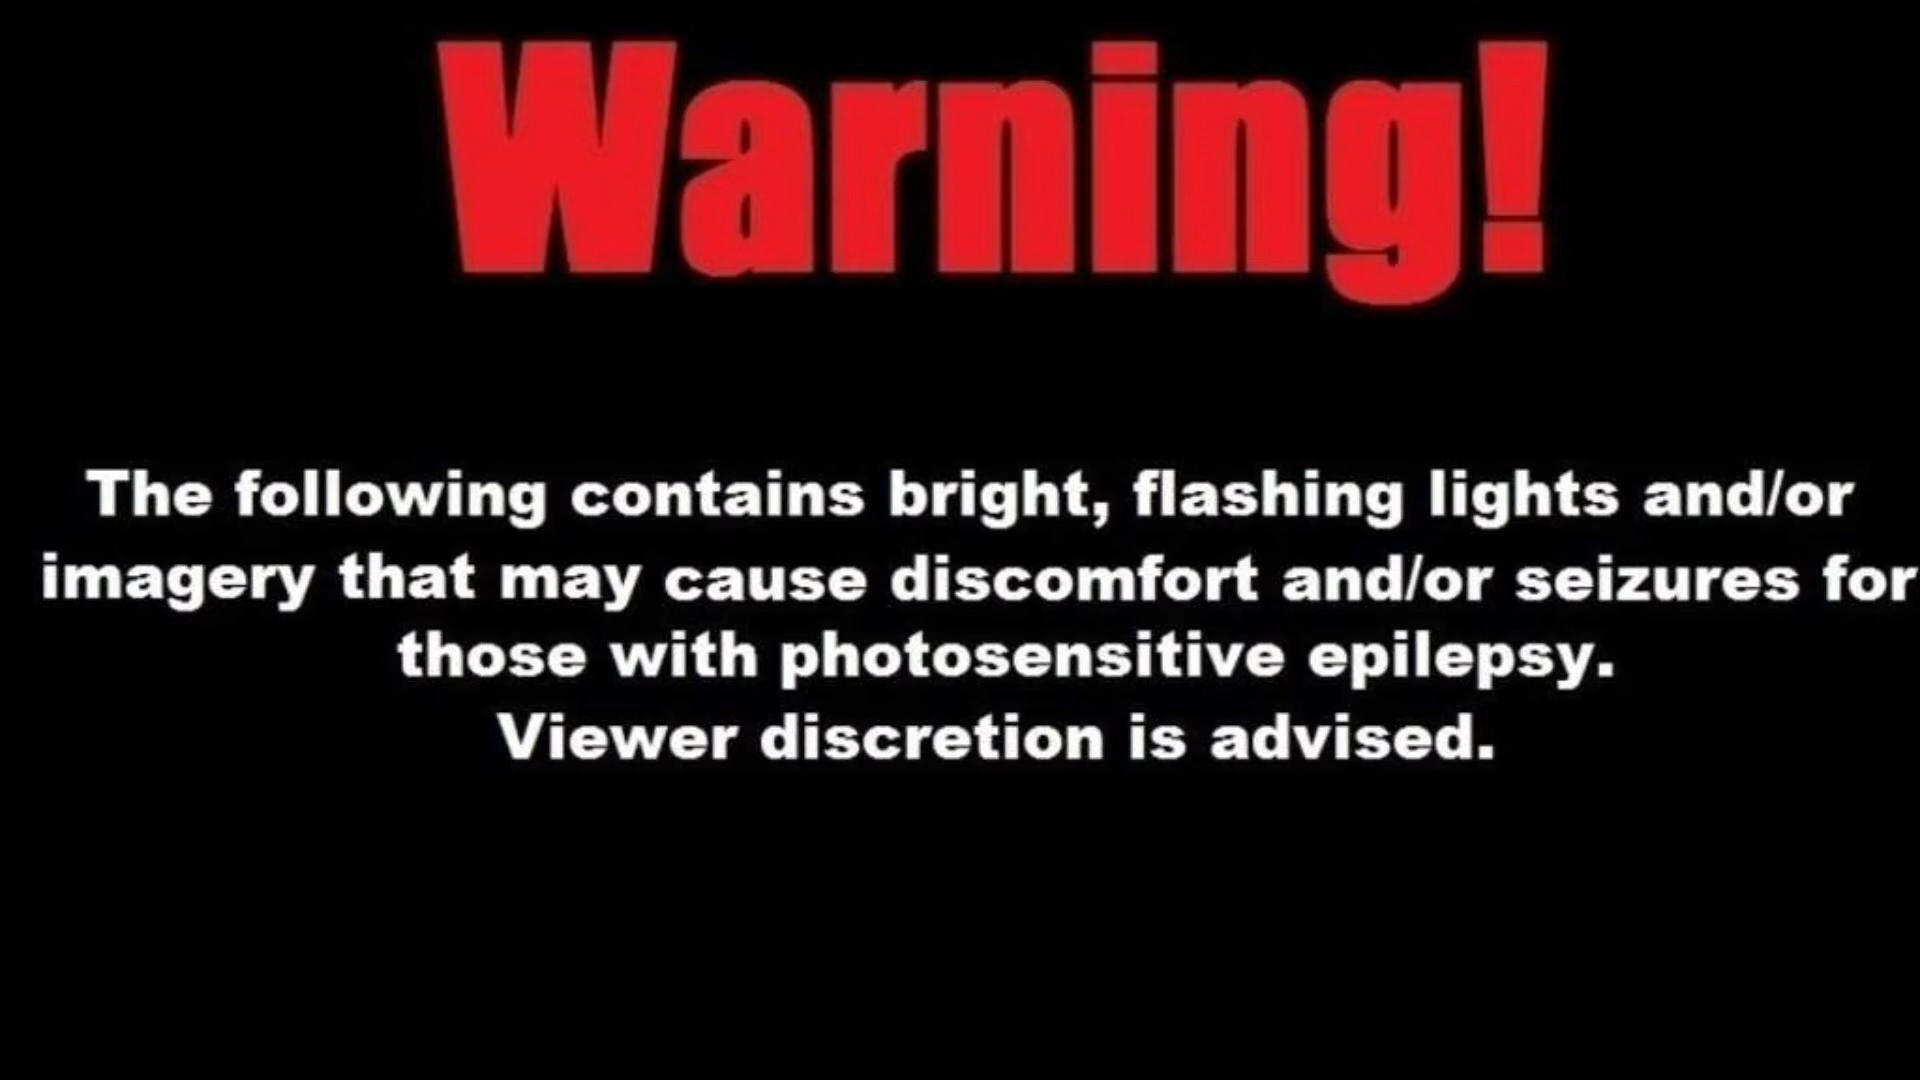 Warning!
The following contains bright, flashing lights and/or
imagery that may cause discomfort and/or seizures for
those with photosensitive epilepsy.
Viewer discretion is advised.